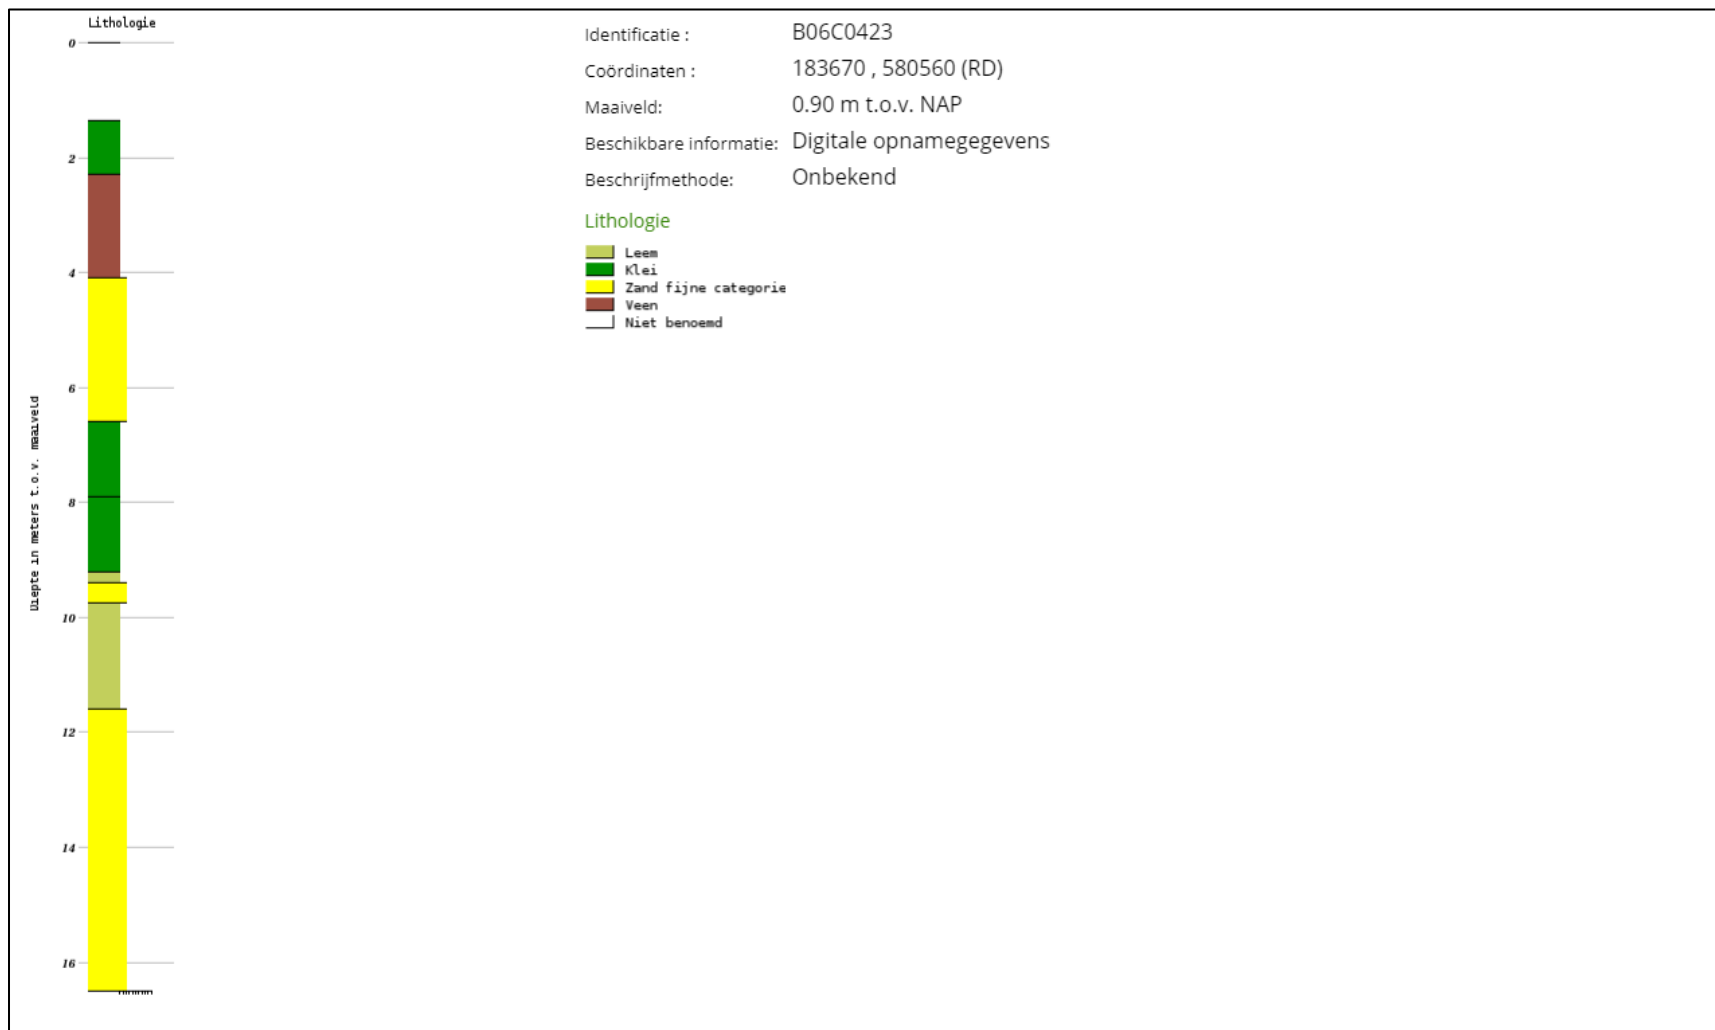 Lithologie
0
2
4
6
8
10
12
14
16
Diepte in meters t.o.v. maaiveld
Identificatie : B06C0423
Coördinaten : 183670 , 580560 (RD)
Maaiveld: 0.90 m t.o.v. NAP
Beschikbare informatie: Digitale opnamegegevens
Beschrijfmethode: Onbekend
Lithologie
Leem
Klei
Zand fijne categorie
Veen
Niet benoemd